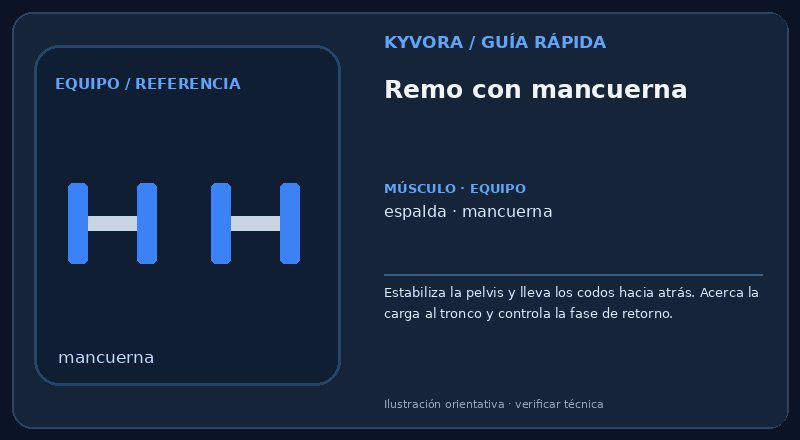 EQUIPO / REFERENCIA
mancuerna
KYVORA / GUÍA RÁPIDA
Remo con mancuerna
MÚSCULO · EQUIPO
espalda · mancuerna
Estabiliza la pelvis y lleva los codos hacia atrás. Acerca la
carga al tronco y controla la fase de retorno.
Ilustración orientativa · verificar técnica